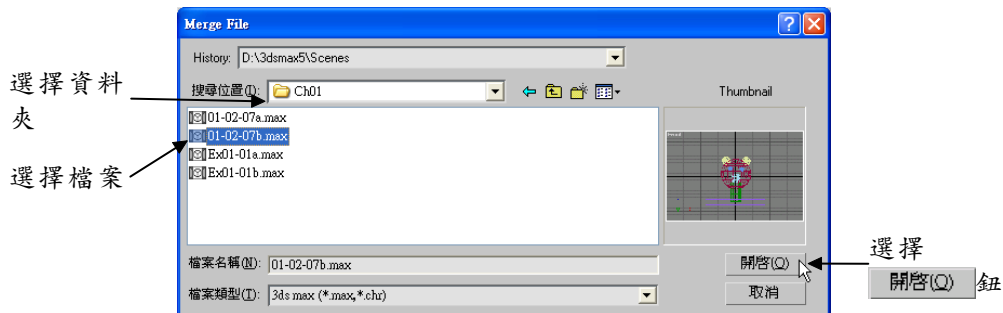 Merge File
History: D:\3dsmax5\Scenes
選擇資料
夾
搜尋位置(I): Ch01
Thumbnail
01-02-07a.max
01-02-07b.max
Ex01-01a.max
Ex01-01b.max
選擇檔案
檔案名稱(N): 01-02-07b.max
開啓(O)
選擇
開啓(O) 鈕
檔案類型(T): 3ds max (*.max,*.chr)
取消